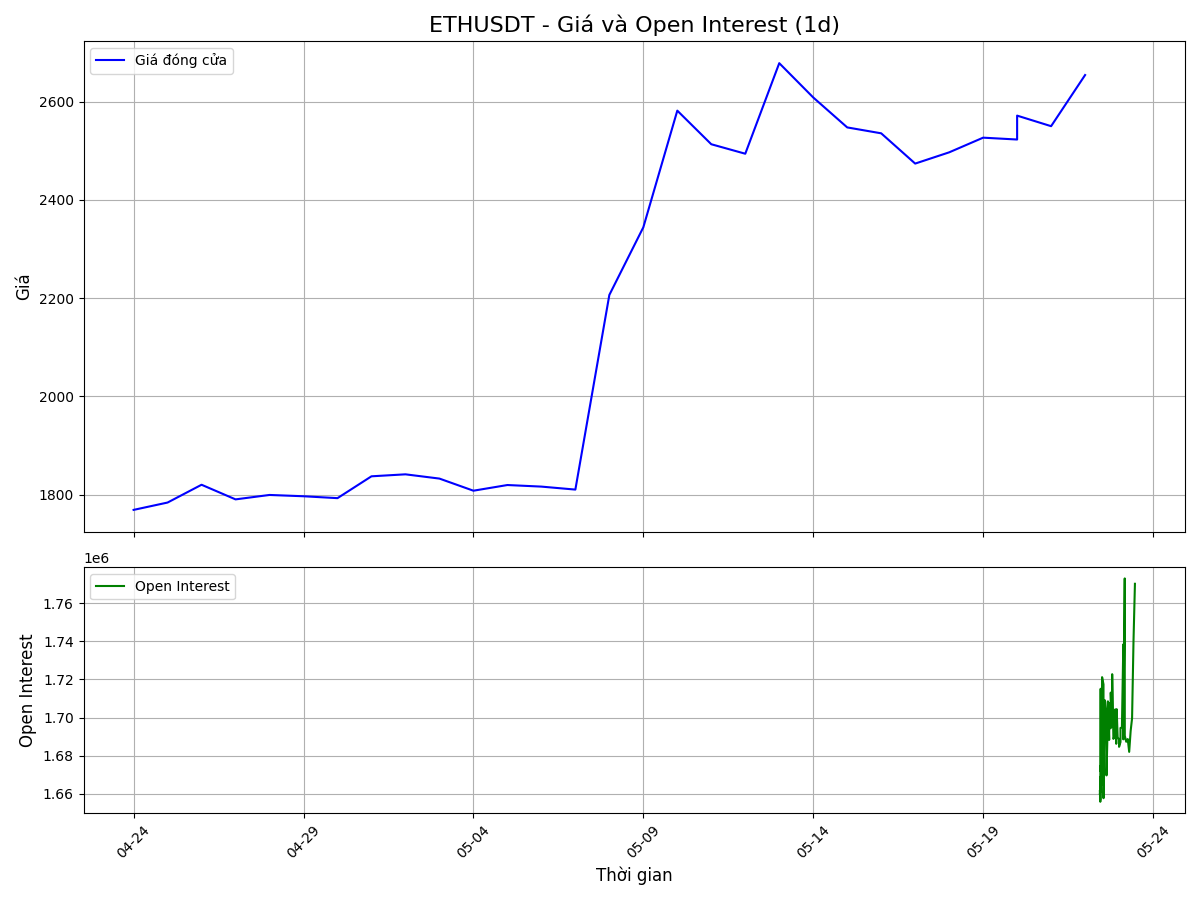 ETHUSDT - Giá và Open Interest (1d)
Giá đóng cửa
2600
2400
2200
2000
1800
Giá
1e6
Open Interest
1.76
1.74
1.72
1.70
1.68
1.66
Open Interest
04-24
04-29
05-04
05-09
05-14
05-19
05-24
Thời gian